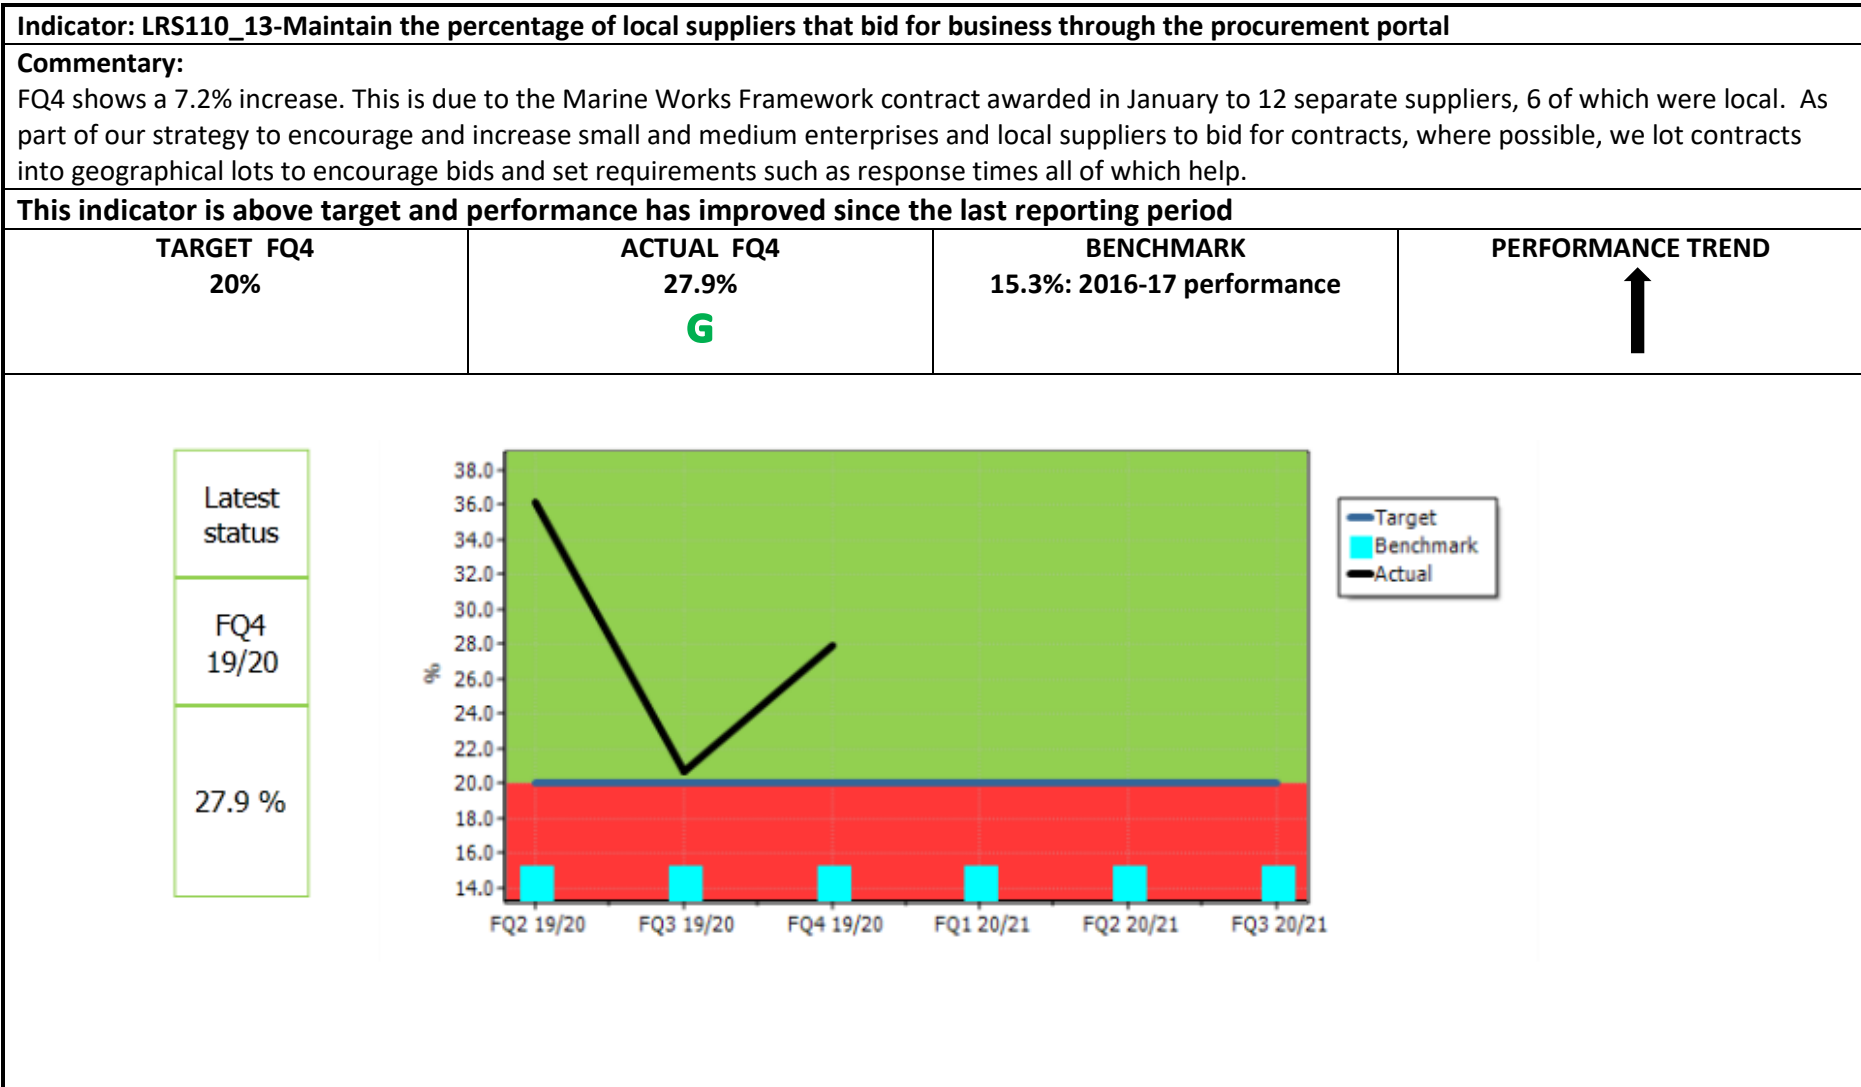 Indicator: LRS110_13-Maintain the percentage of local suppliers that bid for business through the procurement portal
Commentary:
FQ4 shows a 7.2% increase. This is due to the Marine Works Framework contract awarded in January to 12 separate suppliers, 6 of which were local.  As
part of our strategy to encourage and increase small and medium enterprises and local suppliers to bid for contracts, where possible, we lot contracts
into geographical lots to encourage bids and set requirements such as response times all of which help.
This indicator is above target and performance has improved since the last reporting period
TARGET  FQ4
20%
ACTUAL  FQ4
27.9%
G
BENCHMARK
15.3%: 2016-17 performance
PERFORMANCE TREND
Latest
status
FQ4
19/20
27.9 %
%
38.0
36.0
34.0
32.0
30.0
28.0
26.0
24.0
22.0
20.0
18.0
16.0
14.0
FQ2 19/20
FQ3 19/20
FQ4 19/20
FQ1 20/21
FQ2 20/21
FQ3 20/21
Target
Benchmark
Actual